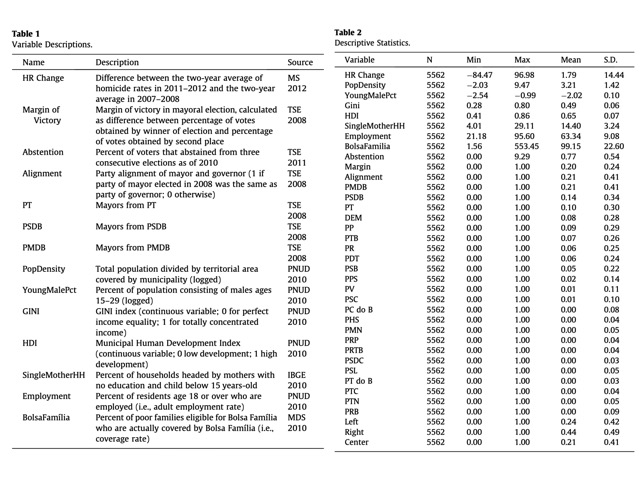 Table 1
Variable Descriptions.
Name Description Source
HR Change Difference between the two-year average of MS
homicide rates in 2011–2012 and the two-year 2012
average in 2007–2008
Margin of Margin of victory in mayoral election, calculated TSE
Victory as difference between percentage of votes 2008
obtained by winner of election and percentage
of votes obtained by second place
Abstention Percent of voters that abstained from three TSE
consecutive elections as of 2010 2011
Alignment Party alignment of mayor and governor (1 if TSE
party of mayor elected in 2008 was the same as 2008
party of governor; 0 otherwise)
PT Mayors from PT TSE
2008
PSDB Mayors from PSDB TSE
2008
PMDB Mayors from PMDB TSE
2008
PopDensity Total population divided by territorial area PNUD
covered by municipality (logged) 2010
YoungMalePct Percent of population consisting of males ages PNUD
15–29 (logged) 2010
GINI GINI index (continuous variable; 0 for perfect PNUD
income equality; 1 for totally concentrated 2010
income)
HDI Municipal Human Development Index PNUD
(continuous variable; 0 low development; 1 high 2010
development)
SingleMotherHH Percent of households headed by mothers with IBGE
no education and child below 15 years-old 2010
Employment Percent of residents age 18 or over who are PNUD
employed (i.e., adult employment rate) 2010
BolsaFamília Percent of poor families eligible for Bolsa Família MDS
who are actually covered by Bolsa Família (i.e., 2010
coverage rate)
Table 2
Descriptive Statistics.
Variable N Min Max Mean S.D.
HR Change 5562 −84.47 96.98 1.79 14.44
PopDensity 5562 −2.03 9.47 3.21 1.42
YoungMalePct 5562 −2.54 −0.99 −2.02 0.10
Gini 5562 0.28 0.80 0.49 0.06
HDI 5562 0.41 0.86 0.65 0.07
SingleMotherHH 5562 4.01 29.11 14.40 3.24
Employment 5562 21.18 95.60 63.34 9.08
BolsaFamília 5562 1.56 553.45 99.15 22.60
Abstention 5562 0.00 9.29 0.77 0.54
Margin 5562 0.00 1.00 0.20 0.24
Alignment 5562 0.00 1.00 0.21 0.41
PMDB 5562 0.00 1.00 0.21 0.41
PSDB 5562 0.00 1.00 0.14 0.34
PT 5562 0.00 1.00 0.10 0.30
DEM 5562 0.00 1.00 0.08 0.28
PP 5562 0.00 1.00 0.09 0.29
PTB 5562 0.00 1.00 0.07 0.26
PR 5562 0.00 1.00 0.06 0.25
PDT 5562 0.00 1.00 0.06 0.24
PSB 5562 0.00 1.00 0.05 0.22
PPS 5562 0.00 1.00 0.02 0.14
PV 5562 0.00 1.00 0.01 0.11
PSC 5562 0.00 1.00 0.01 0.10
PC do B 5562 0.00 1.00 0.00 0.08
PHS 5562 0.00 1.00 0.00 0.04
PMN 5562 0.00 1.00 0.00 0.05
PRP 5562 0.00 1.00 0.00 0.04
PRTB 5562 0.00 1.00 0.00 0.04
PSDC 5562 0.00 1.00 0.00 0.03
PSL 5562 0.00 1.00 0.00 0.05
PT do B 5562 0.00 1.00 0.00 0.03
PTC 5562 0.00 1.00 0.00 0.04
PTN 5562 0.00 1.00 0.00 0.05
PRB 5562 0.00 1.00 0.00 0.09
Left 5562 0.00 1.00 0.24 0.42
Right 5562 0.00 1.00 0.44 0.49
Center 5562 0.00 1.00 0.21 0.41